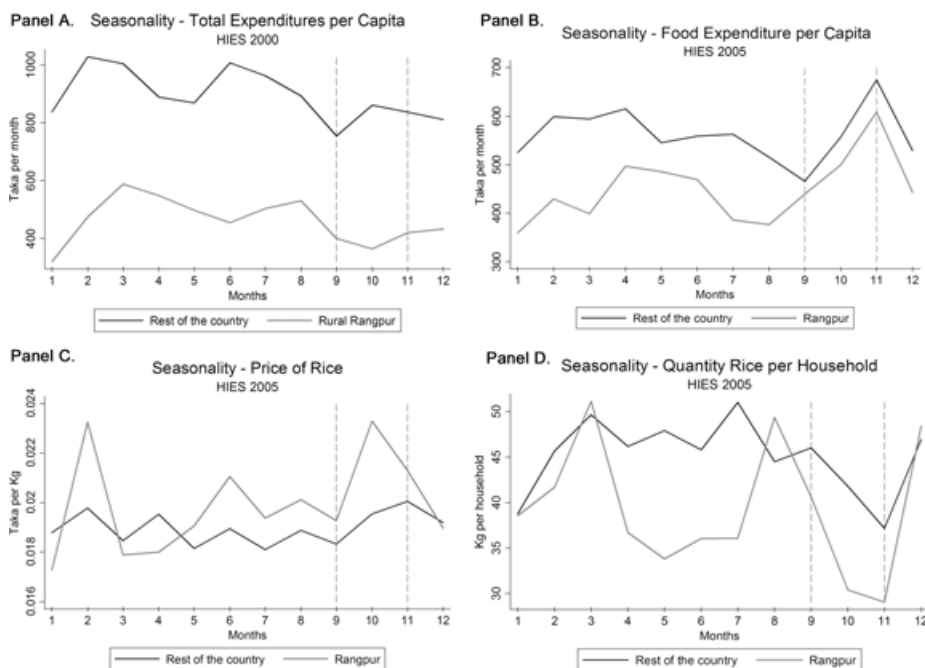 Panel A.
Seasonality - Total Expenditures per Capita
HIES 2000
Taka per month
1000
800
600
400
1 2 3 4 5 6 7 8 9 10 11 12
Months
Rest of the country Rural Rangpur
Panel B.
Seasonality - Food Expenditure per Capita
HIES 2005
Taka per month
600
500
400
300
1 2 3 4 5 6 7 8 9 10 11 12
Months
Rest of the country Rangpur
Panel C.
Seasonality - Price of Rice
HIES 2005
Taka per Kg
0.024
0.022
0.02
0.018
0.016
1 2 3 4 5 6 7 8 9 10 11 12
Months
Rest of the country Rangpur
Panel D.
Seasonality - Quantity Rice per Household
HIES 2005
Kg per household
50
45
40
35
30
1 2 3 4 5 6 7 8 9 10 11 12
Months
Rest of the country Rangpur